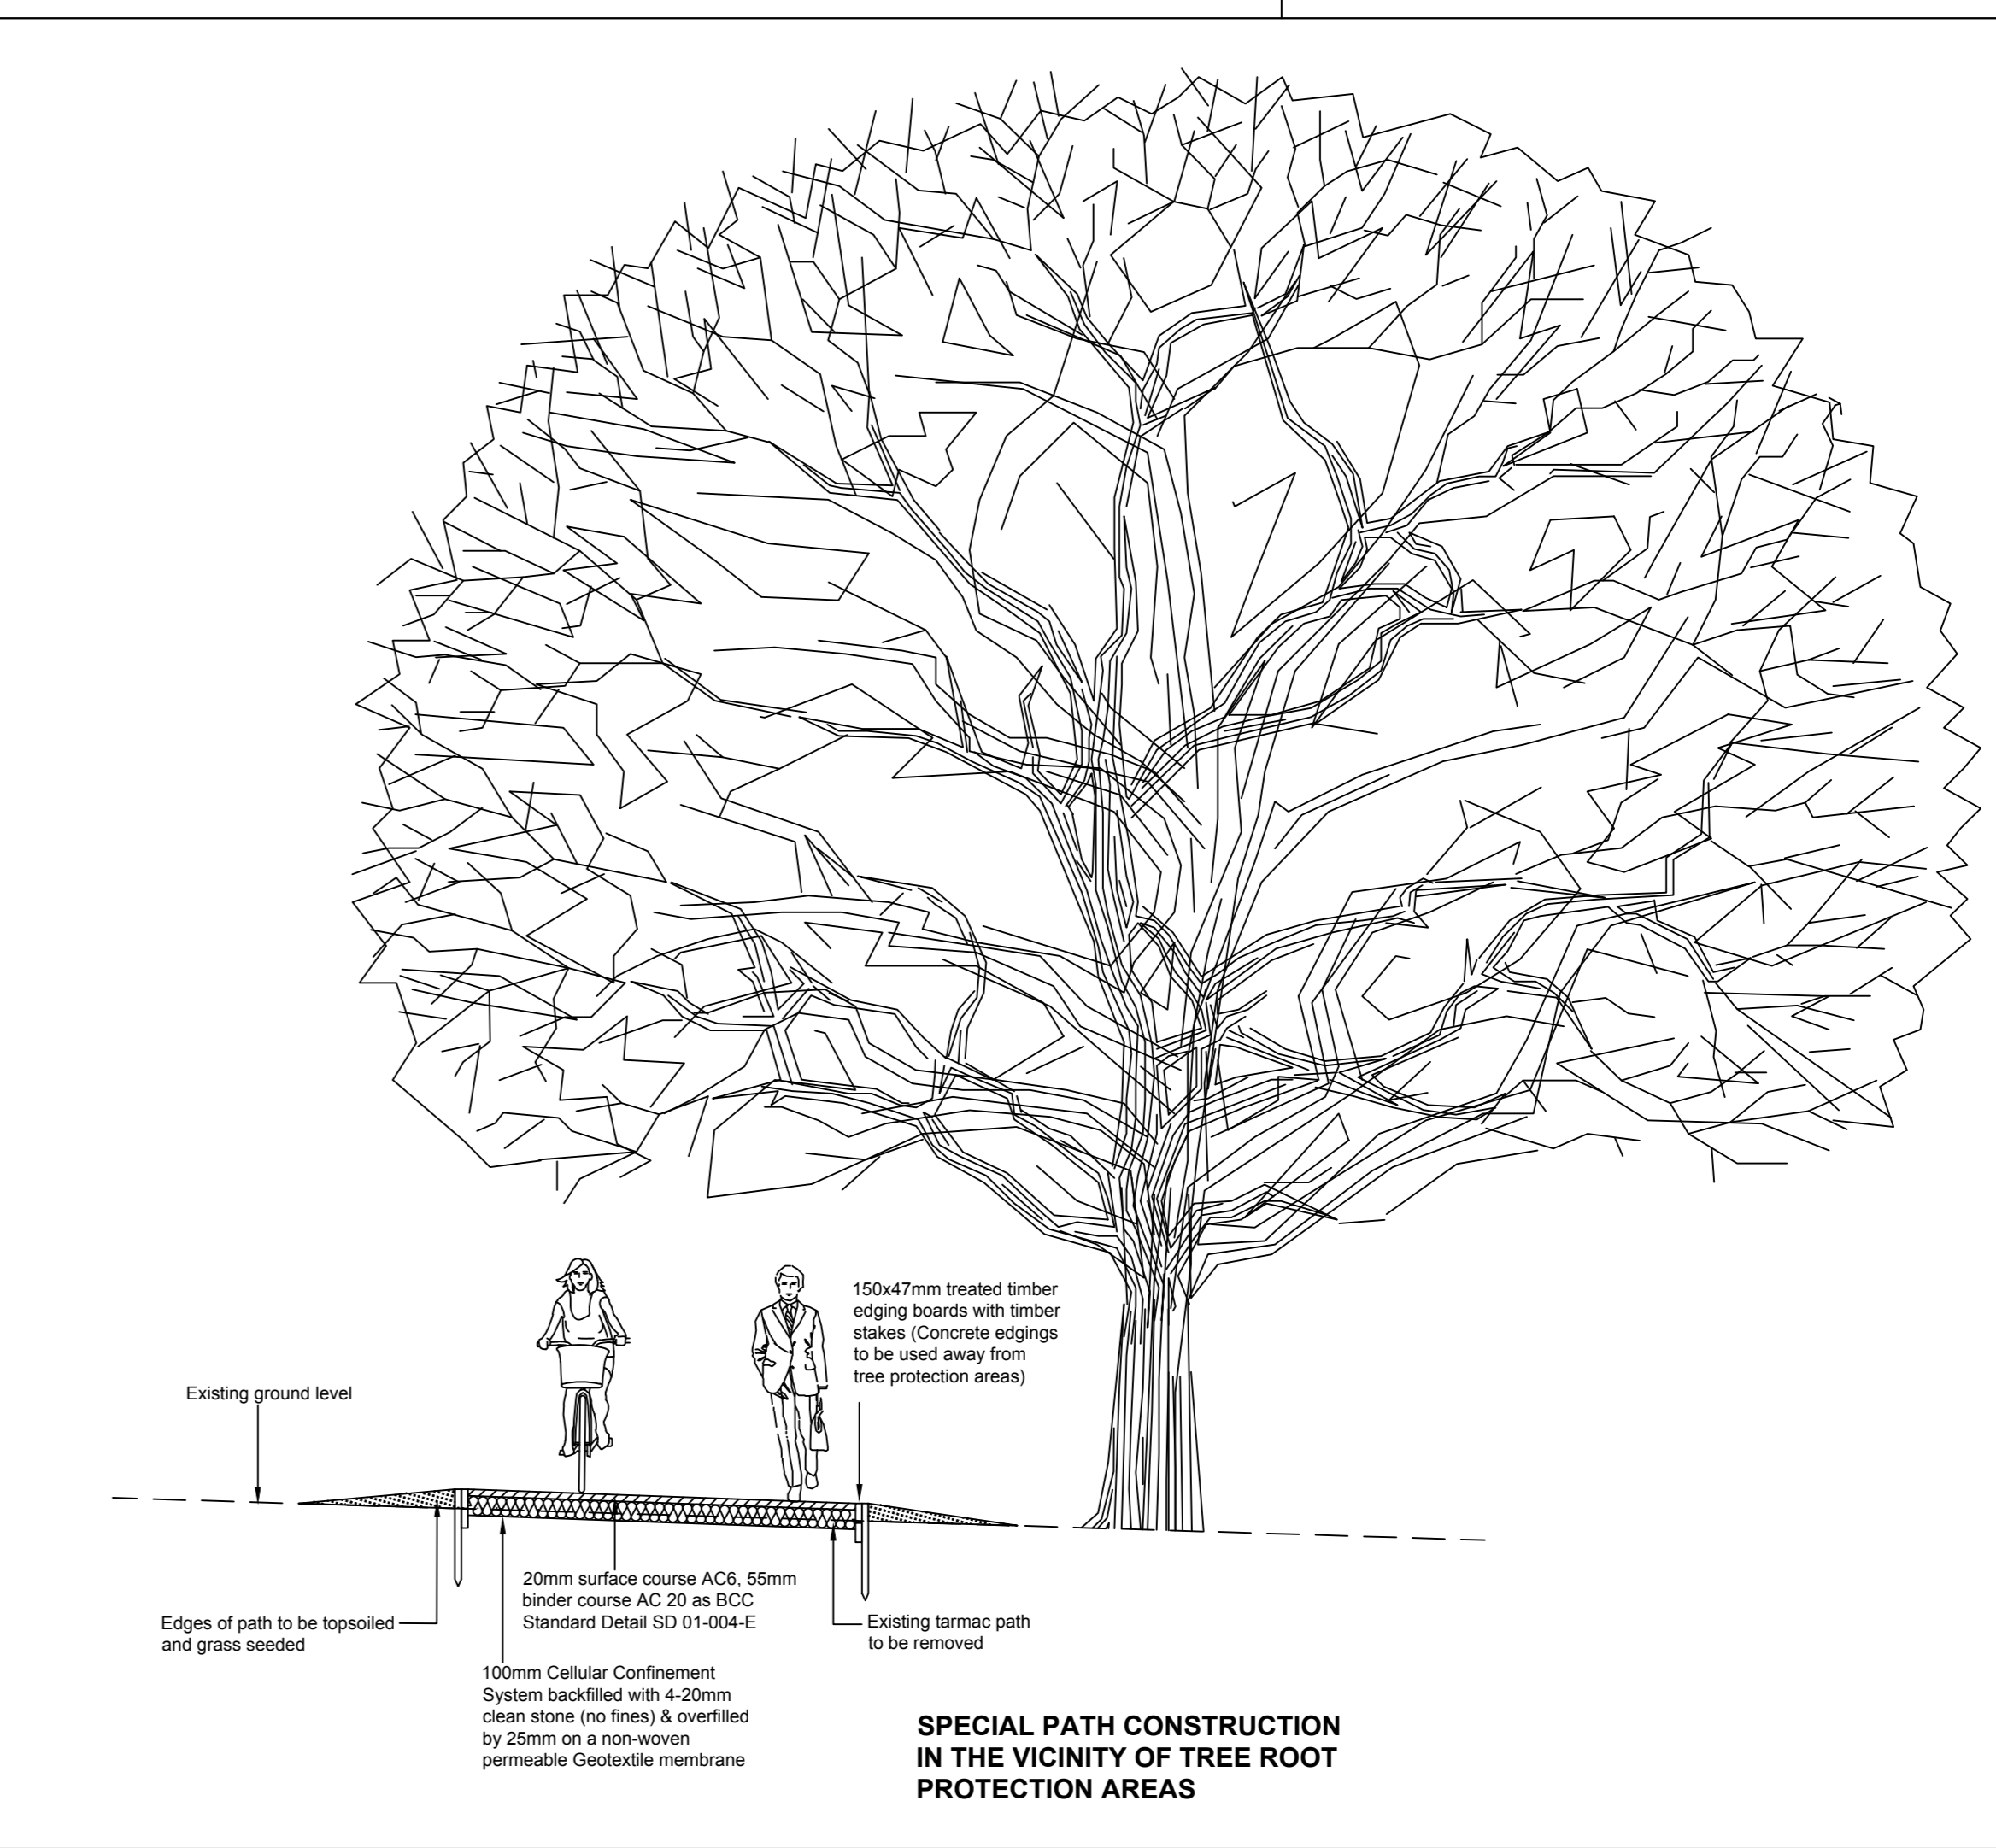 150x47mm treated timber
edging boards with timber
stakes (Concrete edgings
to be used away from
tree protection areas)
Existing ground level
20mm surface course AC6, 55mm
binder course AC 20 as BCC
Standard Detail SD 01-004-E
Edges of path to be topsoiled
and grass seeded
Existing tarmac path
to be removed
100mm Cellular Confinement
System backfilled with 4-20mm
clean stone (no fines) & overfilled
by 25mm on a non-woven
permeable Geotextile membrane
SPECIAL PATH CONSTRUCTION
IN THE VICINITY OF TREE ROOT
PROTECTION AREAS